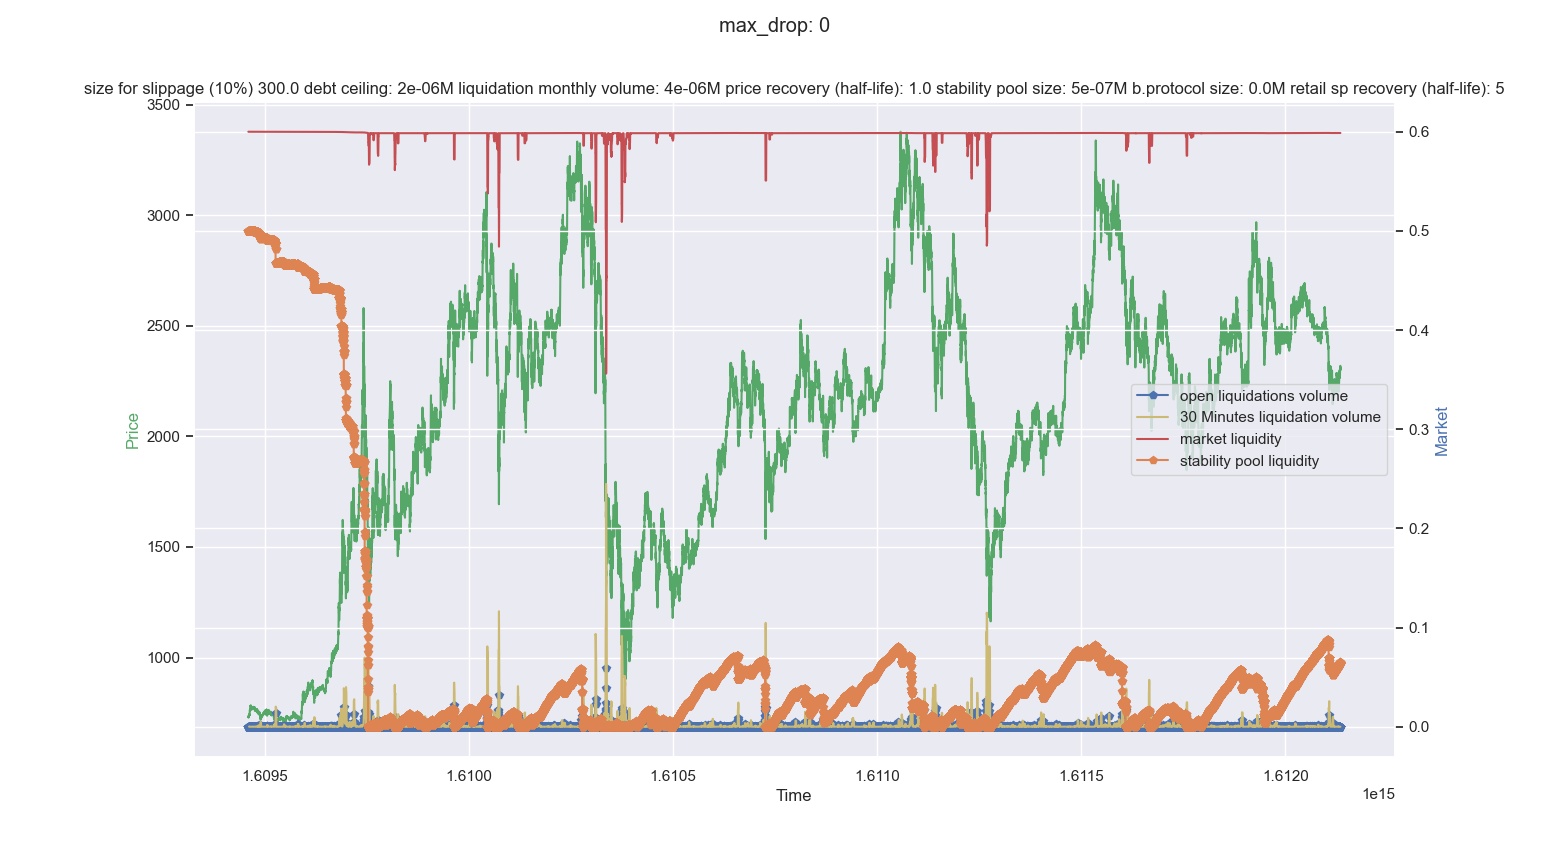 max_drop: 0
size for slippage (10%) 300.0 debt ceiling: 2e-06M liquidation monthly volume: 4e-06M price recovery (half-life): 1.0 stability pool size: 5e-07M b.protocol size: 0.0M retail sp recovery (half-life): 5
3500
3000
2500
2000
1500
1000
Price
0.6
0.5
0.4
0.3
0.2
0.1
0.0
Market
open liquidations volume
30 Minutes liquidation volume
market liquidity
stability pool liquidity
1.6095 1.6100 1.6105 1.6110 1.6115 1.6120
Time
1e15